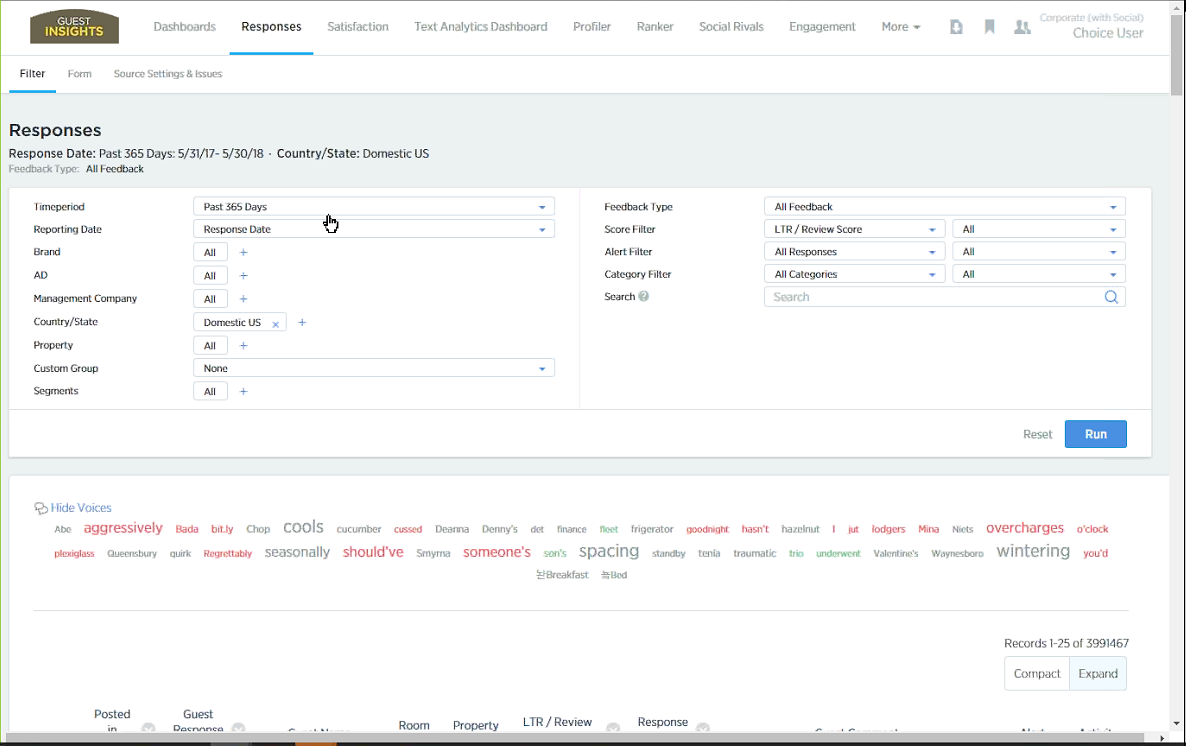 GUEST INSIGHTS
Dashboards Responses Satisfaction Text Analytics Dashboard Profiler Ranker Social Rivals Engagement More
Corporate (with Social)
Choice User
Filter Form Source Settings & Issues
Responses
Response Date: Past 365 Days: 5/31/17- 5/30/18 · Country/State: Domestic US
Feedback Type: All Feedback
Timeperiod Past 365 Days
Reporting Date Response Date
Brand All +
AD All +
Management Company All +
Country/State Domestic US × +
Property All +
Custom Group None
Segments All +
Feedback Type All Feedback
Score Filter LTR / Review Score All
Alert Filter All Responses All
Category Filter All Categories All
Search ? Search
Reset Run
Hide Voices
Abe aggressively Bada bit.ly Chop cools cucumber cussed Deanna Denny's det finance fleet frigerator goodnight hasn't hazelnut I jut lodgers Mina Niets overcharges o'clock
plexiglass Queensbury quirk Regrettably seasonally should've Smyrna someone's son's spacing standby tenía traumatic trio underwent Valentine's Waynesboro wintering you'd
Breakfast Bed
Records 1-25 of 3991467
Compact Expand
Posted in Guest Response Guest Name Room Property LTR / Review Response Guest Comment Alert